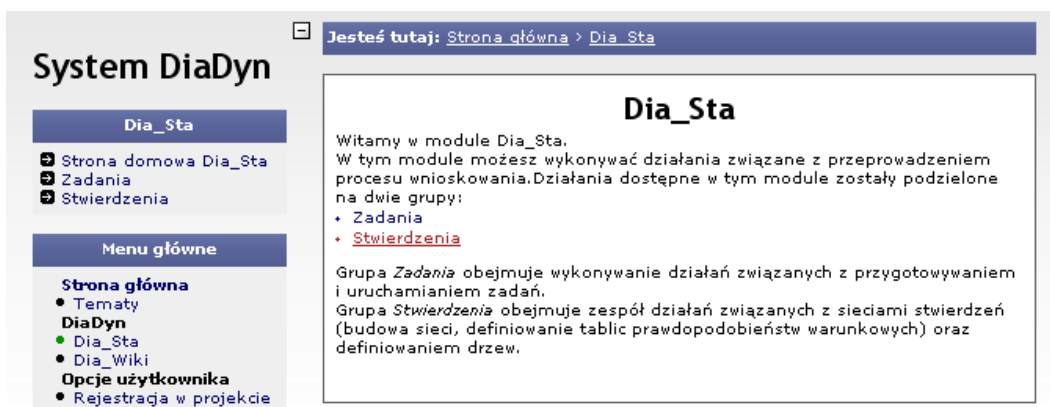 System DiaDyn
Dia_Sta
Strona domowa Dia_Sta
Zadania
Stwierdzenia
Menu główne
Strona główna
Tematy
DiaDyn
Dia_Sta
Dia_Wiki
Opcje użytkownika
Rejestracja w projekcie
Jesteś tutaj: Strona główna > Dia_Sta
Dia_Sta
Witamy w module Dia_Sta.
W tym module możesz wykonywać działania związane z przeprowadzeniem
procesu wnioskowania.Działania dostępne w tym module zostały podzielone
na dwie grupy:
Zadania
Stwierdzenia
Grupa Zadania obejmuje wykonywanie działań związanych z przygotowywaniem
i uruchamianiem zadań.
Grupa Stwierdzenia obejmuje zespół działań związanych z sieciami stwierdzeń
(budowa sieci, definiowanie tablic prawdopodobieństw warunkowych) oraz
definiowaniem drzew.